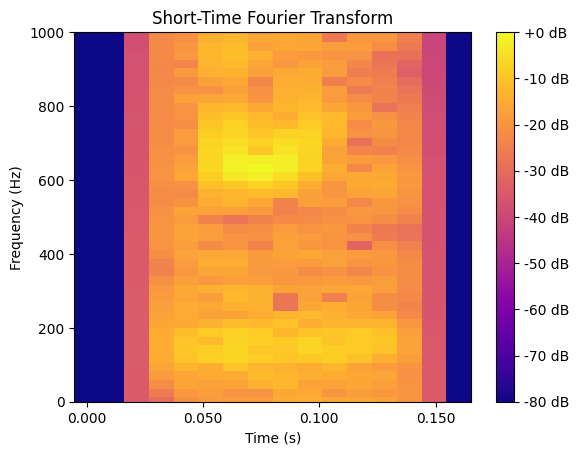 Short-Time Fourier Transform
Frequency (Hz)
1000
800
600
400
200
0
0.000
0.050
0.100
0.150
Time (s)
+0 dB
-10 dB
-20 dB
-30 dB
-40 dB
-50 dB
-60 dB
-70 dB
-80 dB